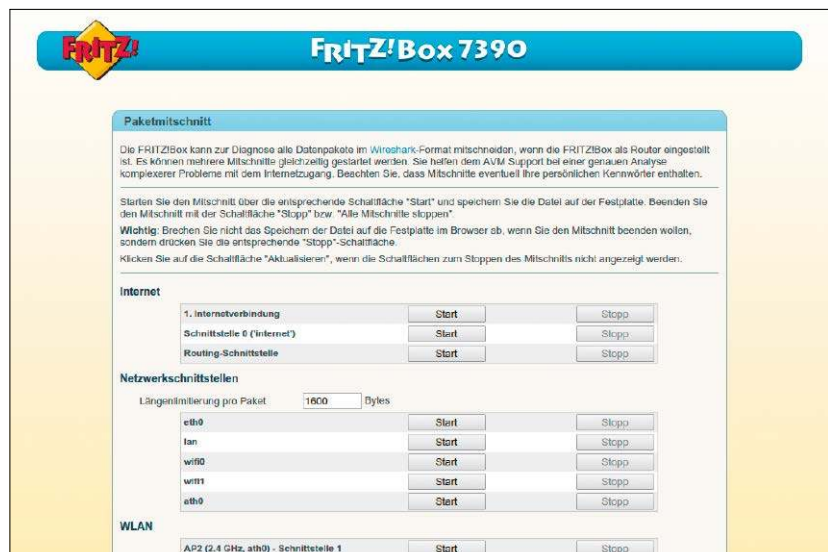 FRITZ!
FRITZ!Box 7390
Paketmitschnitt
Die FRITZ!Box kann zur Diagnose alle Datenpakete im Wireshark-Format mitschneiden, wenn die FRITZ!Box als Router eingestellt
ist. Es können mehrere Mitschnitte gleichzeitig gestartet werden. Sie helfen dem AVM Support bei einer genauen Analyse
komplexerer Probleme mit dem Internetzugang. Beachten Sie, dass Mitschnitte eventuell Ihre persönlichen Kennwörter enthalten.
Starten Sie den Mitschnitt über die entsprechende Schaltfläche "Start" und speichern Sie die Datei auf der Festplatte. Beenden Sie
den Mitschnitt mit der Schaltfläche "Stopp" bzw. "Alle Mitschnitte stoppen".
Wichtig: Brechen Sie nicht das Speichern der Datei auf die Festplatte im Browser ab, wenn Sie den Mitschnitt beenden wollen,
sondern drücken Sie die entsprechende "Stopp"-Schaltfläche.
Klicken Sie auf die Schaltfläche "Aktualisieren", wenn die Schaltflächen zum Stoppen des Mitschnitts nicht angezeigt werden.
Internet
1. Internetverbindung Start Stopp
Schnittstelle 0 ('internet') Start Stopp
Routing-Schnittstelle Start Stopp
Netzwerkschnittstellen
Längenlimitierung pro Paket 1600 Bytes
eth0 Start Stopp
lan Start Stopp
wifi0 Start Stopp
wifi1 Start Stopp
ath0 Start Stopp
WLAN
AP2 (2.4 GHz, ath0) - Schnittstelle 1 Start Stopp